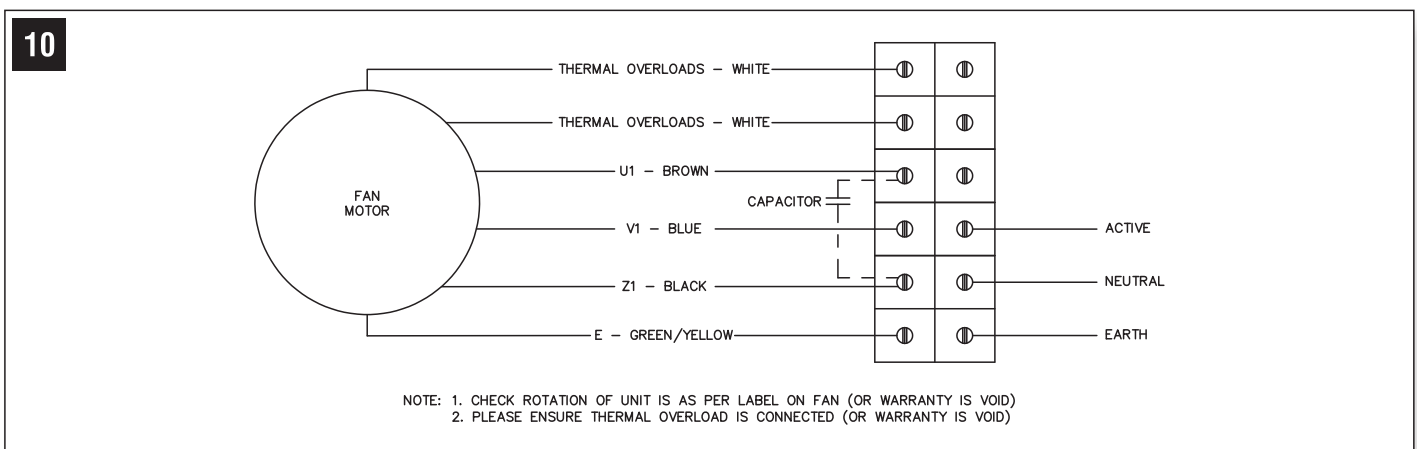 10
THERMAL OVERLOADS - WHITE
THERMAL OVERLOADS - WHITE
U1 - BROWN
FAN
MOTOR
CAPACITOR
V1 - BLUE
ACTIVE
Z1 - BLACK
NEUTRAL
E - GREEN/YELLOW
EARTH
NOTE: 1. CHECK ROTATION OF UNIT IS AS PER LABEL ON FAN (OR WARRANTY IS VOID)
2. PLEASE ENSURE THERMAL OVERLOAD IS CONNECTED (OR WARRANTY IS VOID)